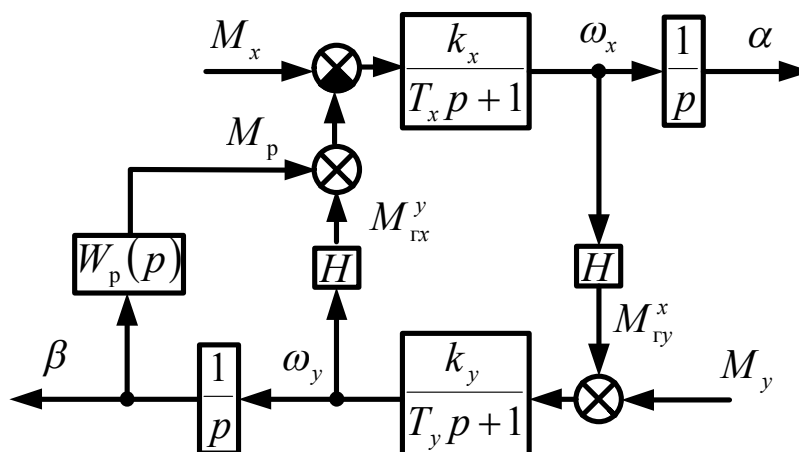 M_x
k_x
T_x p + 1
ω_x
1
p
α
M_р
M_гx^y
W_р(p)
H
H
M_гy^x
β
1
p
ω_y
k_y
T_y p + 1
M_y